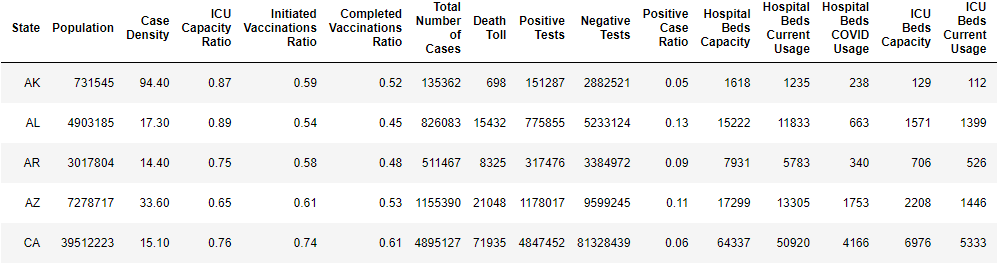 State Population Case Density ICU Capacity Ratio Initiated Vaccinations Ratio Completed Vaccinations Ratio Total Number of Cases Death Toll Positive Tests Negative Tests Positive Case Ratio Hospital Beds Capacity Hospital Beds Current Usage Hospital Beds COVID Usage ICU Beds Capacity ICU Beds Current Usage
AK 731545 94.40 0.87 0.59 0.52 135362 698 151287 2882521 0.05 1618 1235 238 129 112
AL 4903185 17.30 0.89 0.54 0.45 826083 15432 775855 5233124 0.13 15222 11833 663 1571 1399
AR 3017804 14.40 0.75 0.58 0.48 511467 8325 317476 3384972 0.09 7931 5783 340 706 526
AZ 7278717 33.60 0.65 0.61 0.53 1155390 21048 1178017 9599245 0.11 17299 13305 1753 2208 1446
CA 39512223 15.10 0.76 0.74 0.61 4895127 71935 4847452 81328439 0.06 64337 50920 4166 6976 5333